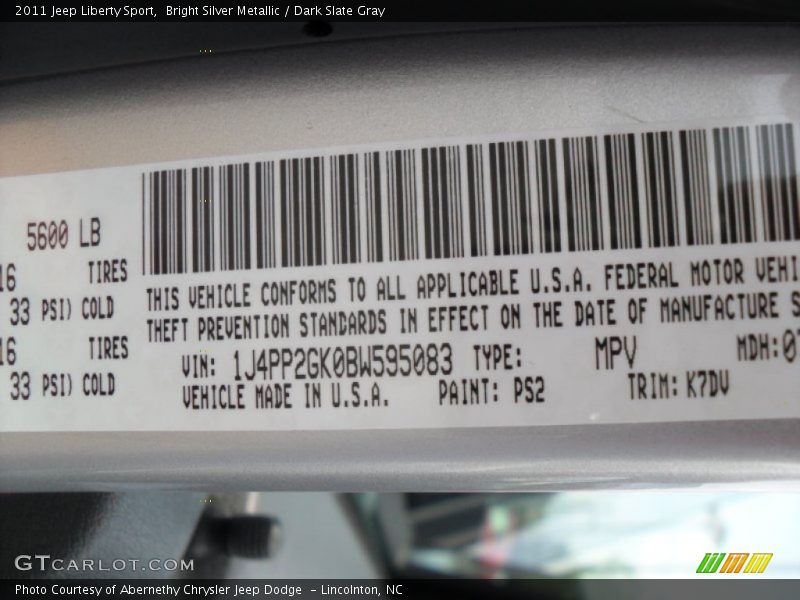 2011 Jeep Liberty Sport,  Bright Silver Metallic / Dark Slate Gray
5600 LB
16 TIRES
33 PSI) COLD
16 TIRES
33 PSI) COLD
THIS VEHICLE CONFORMS TO ALL APPLICABLE U.S.A. FEDERAL MOTOR VEHI
THEFT PREVENTION STANDARDS IN EFFECT ON THE DATE OF MANUFACTURE S
VIN: 1J4PP2GK0BW595083 TYPE: MPV MDH:0
VEHICLE MADE IN U.S.A. PAINT: PS2 TRIM: K7DV
GTCARLOT.COM
Photo Courtesy of Abernethy Chrysler Jeep Dodge  - Lincolnton, NC